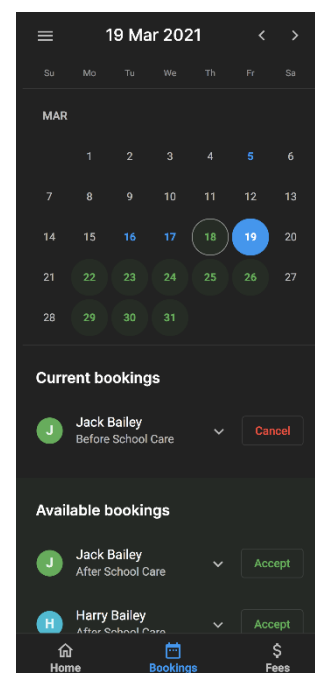 19 Mar 2021
Su Mo Tu We Th Fr Sa
MAR
1 2 3 4 5 6
7 8 9 10 11 12 13
14 15 16 17 18 19 20
21 22 23 24 25 26 27
28 29 30 31
Current bookings
J Jack Bailey
Before School Care
Cancel
Available bookings
J Jack Bailey
After School Care
Accept
H Harry Bailey
After School Care
Accept
Home Bookings Fees